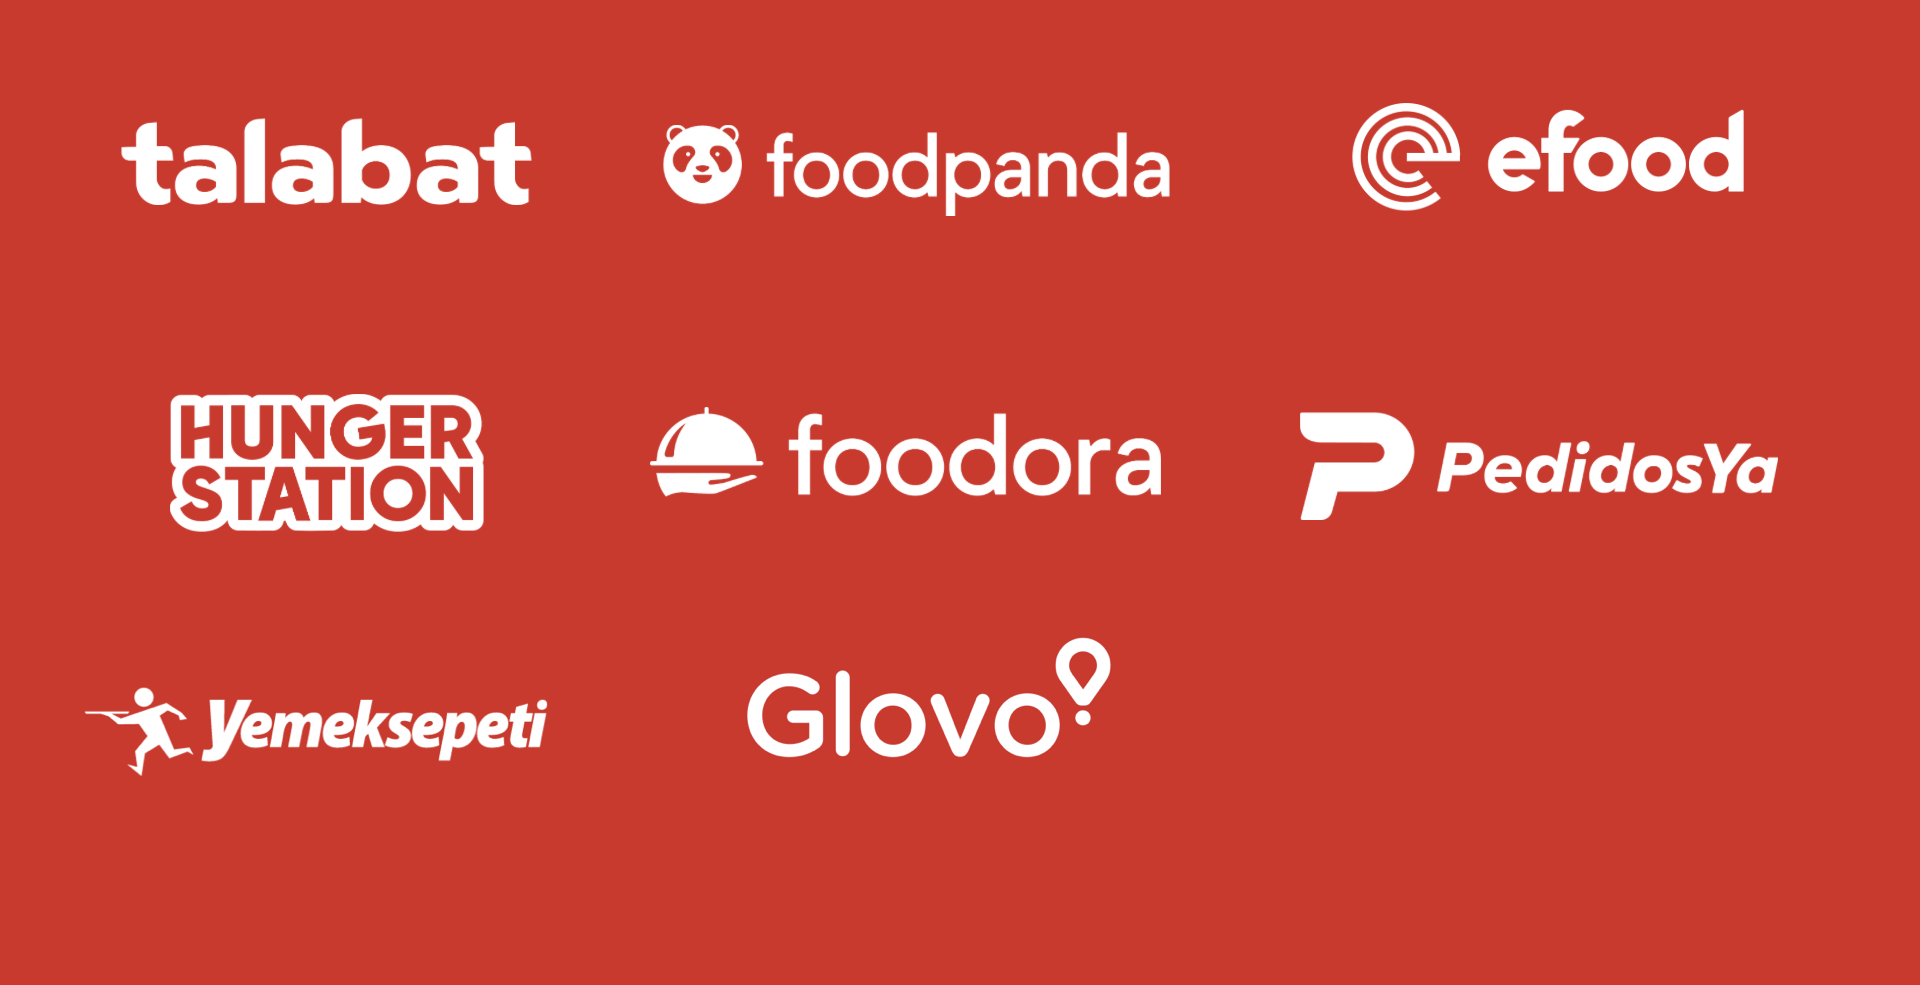 talabat
foodpanda
efood
HUNGER
STATION
foodora
PedidosYa
Yemeksepeti
Glovo